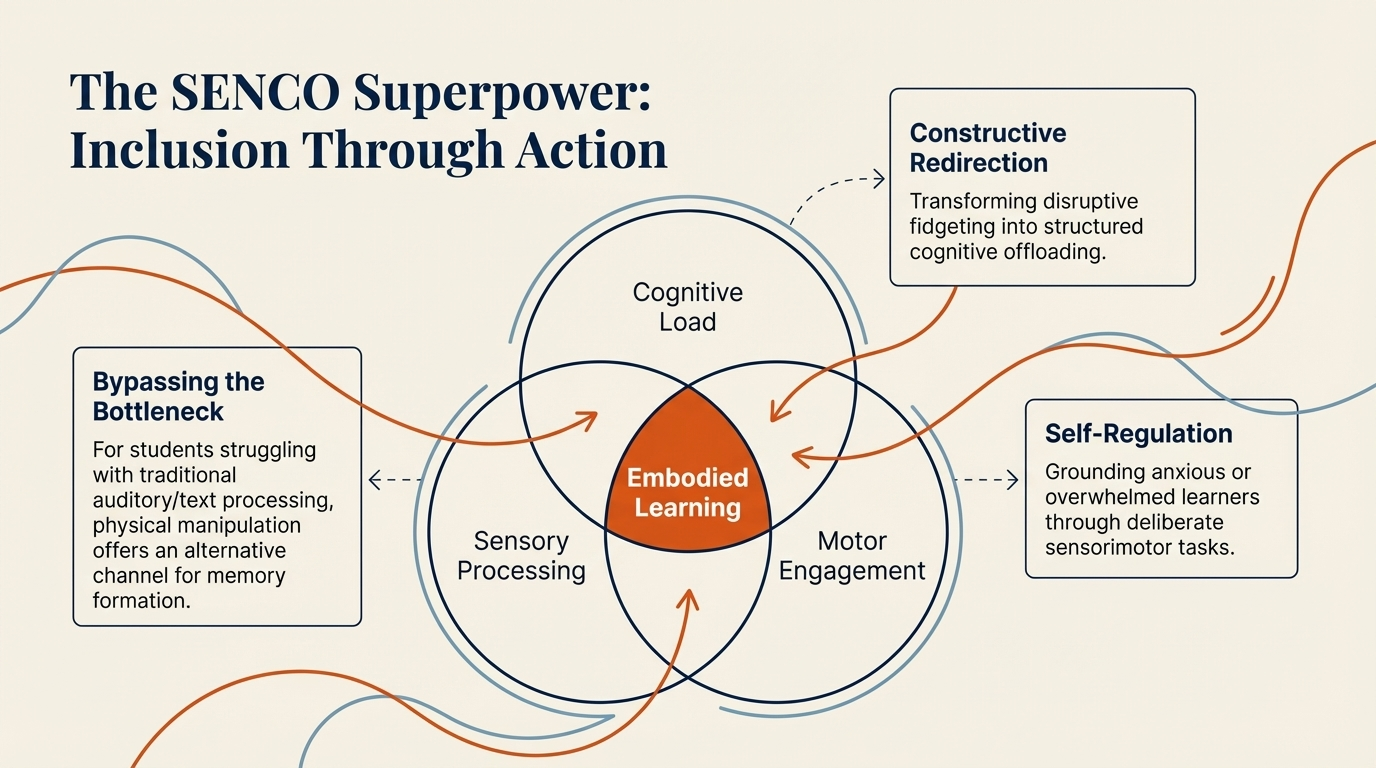 The SENCO Superpower:
Inclusion Through Action
Constructive
Redirection
Transforming disruptive
fidgeting into structured
cognitive offloading.
Cognitive
Load
Bypassing the
Bottleneck
For students struggling
with traditional
auditory/text processing,
physical manipulation
offers an alternative
channel for memory
formation.
Embodied
Learning
Sensory
Processing
Motor
Engagement
Self-Regulation
Grounding anxious or
overwhelmed learners
through deliberate
sensorimotor tasks.